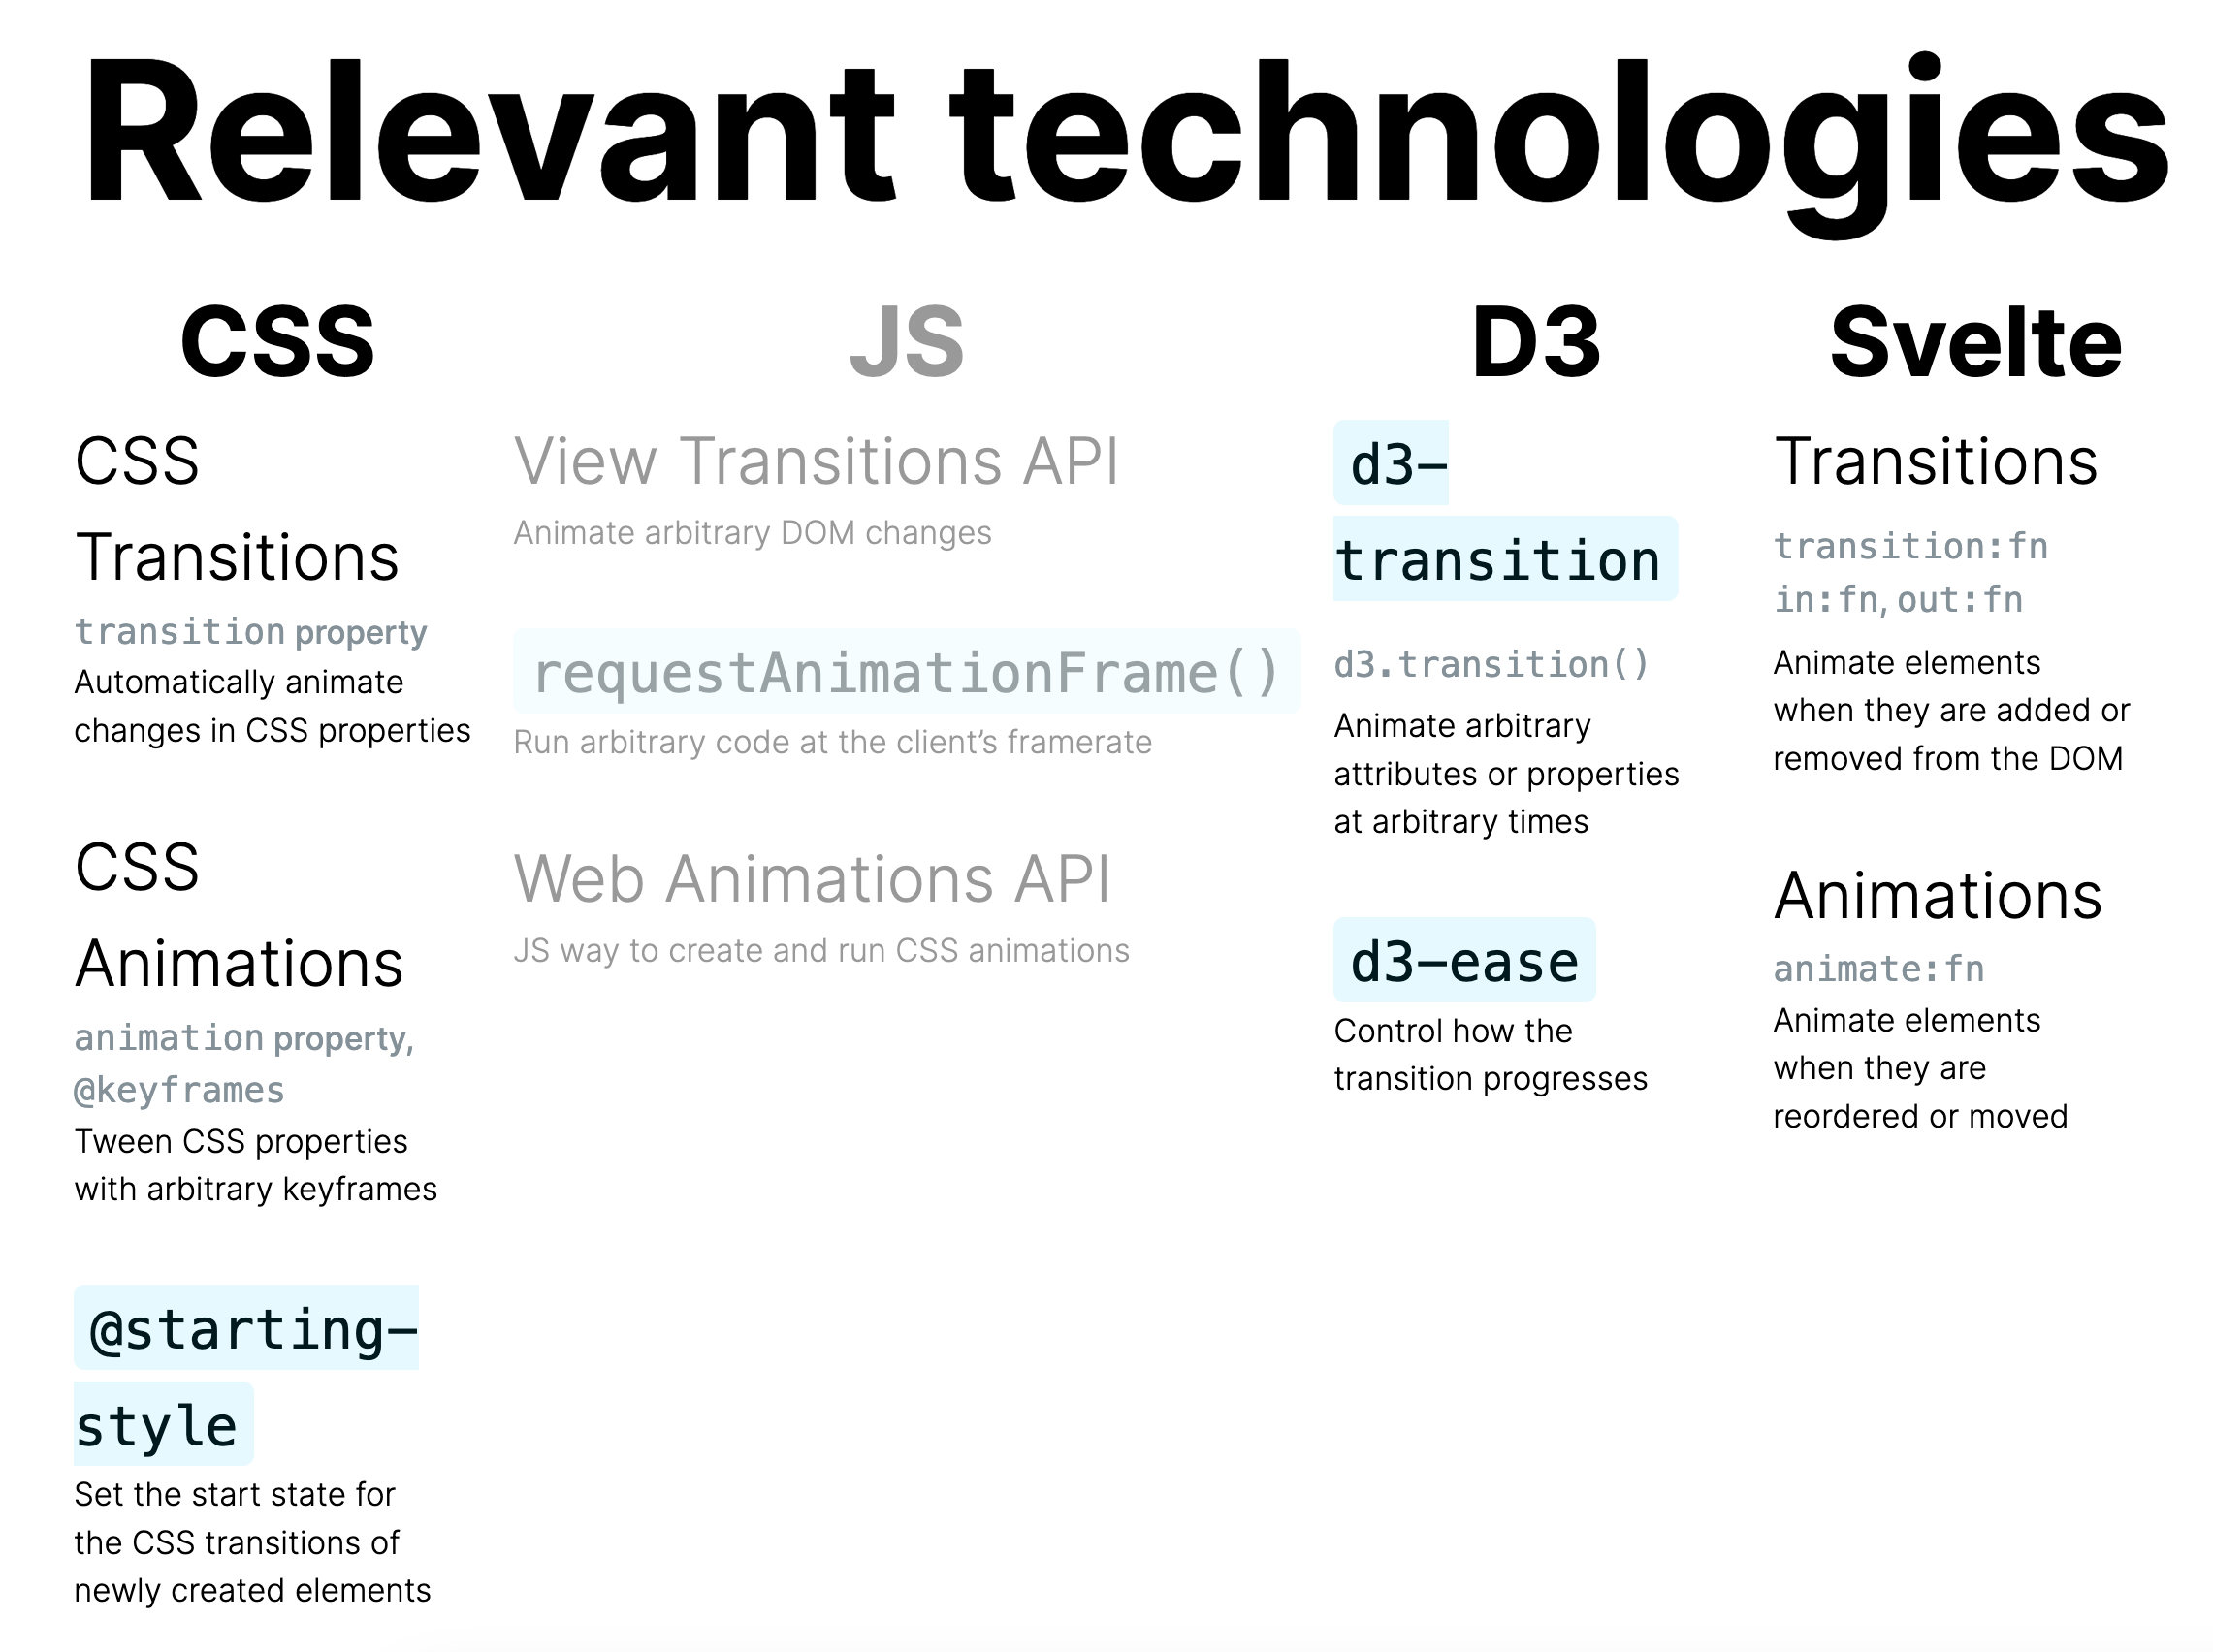 Relevant technologies
CSS
CSS
Transitions
transition property
Automatically animate
changes in CSS properties
CSS
Animations
animation property,
@keyframes
Tween CSS properties
with arbitrary keyframes
@starting-
style
Set the start state for
the CSS transitions of
newly created elements
JS
View Transitions API
Animate arbitrary DOM changes
requestAnimationFrame()
Run arbitrary code at the client’s framerate
Web Animations API
JS way to create and run CSS animations
D3
d3-
transition
d3.transition()
Animate arbitrary
attributes or properties
at arbitrary times
d3-ease
Control how the
transition progresses
Svelte
Transitions
transition:fn
in:fn, out:fn
Animate elements
when they are added or
removed from the DOM
Animations
animate:fn
Animate elements
when they are
reordered or moved